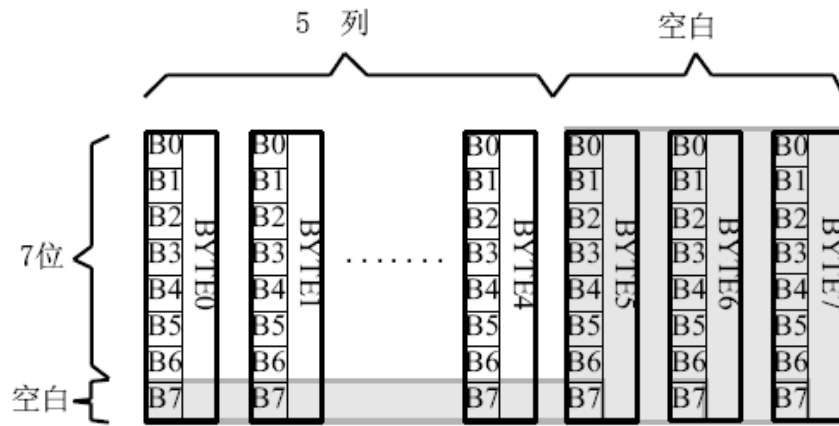 5 列 空白
B0 B0 B0 B0 B0 B0
B1 B1 B1 B1 B1 B1
B2 B2 B2 B2 B2 B2
7位 B3 B3 B3 B3 B3 B3
BYTE0 BYTE1 ······· BYTE4 BYTE5 BYTE6 BYTE7
B4 B4 B4 B4 B4 B4
B5 B5 B5 B5 B5 B5
B6 B6 B6 B6 B6 B6
空白 B7 B7 B7 B7 B7 B7